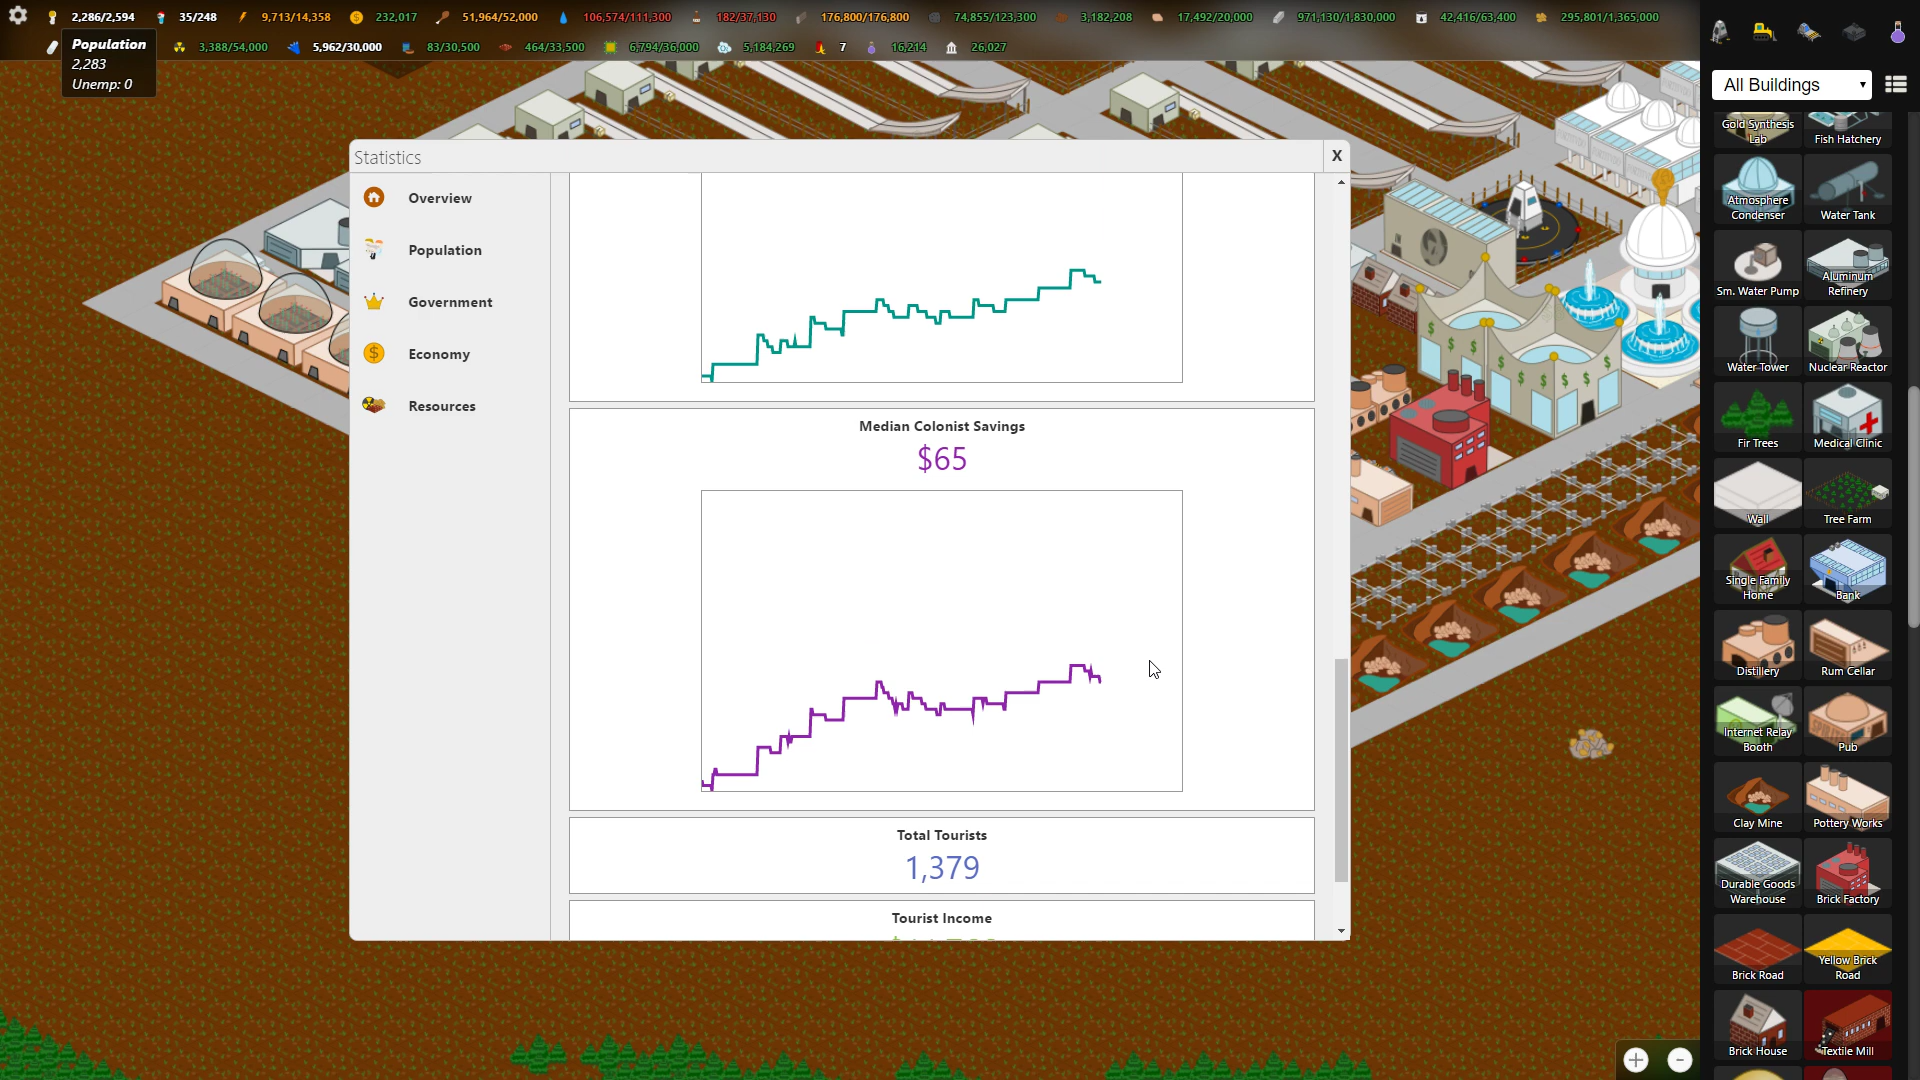 2,286/2,594 35/248 9,713/14,358 232,017 51,964/52,000 106,574/111,300 182/37,130 176,800/176,800 74,855/123,300 3,182,208 17,492/20,000 971,130/1,830,000 42,416/63,400 295,801/1,365,000
3,388/54,000 5,962/30,000 83/30,500 464/33,500 6,794/36,000 5,184,269 7 16,214 26,027
Population
2,283
Unemp: 0
Statistics
X
Overview
Population
Government
Economy
Resources
Median Colonist Savings
$65
Total Tourists
1,379
Tourist Income
All Buildings
Gold Synthesis Lab
Fish Hatchery
Atmosphere Condenser
Water Tank
Sm. Water Pump
Aluminum Refinery
Water Tower
Nuclear Reactor
Fir Trees
Medical Clinic
Wall
Tree Farm
Single Family Home
Bank
Distillery
Rum Cellar
Internet Relay Booth
Pub
Clay Mine
Pottery Works
Durable Goods Warehouse
Brick Factory
Brick Road
Yellow Brick Road
Brick House
Textile Mill